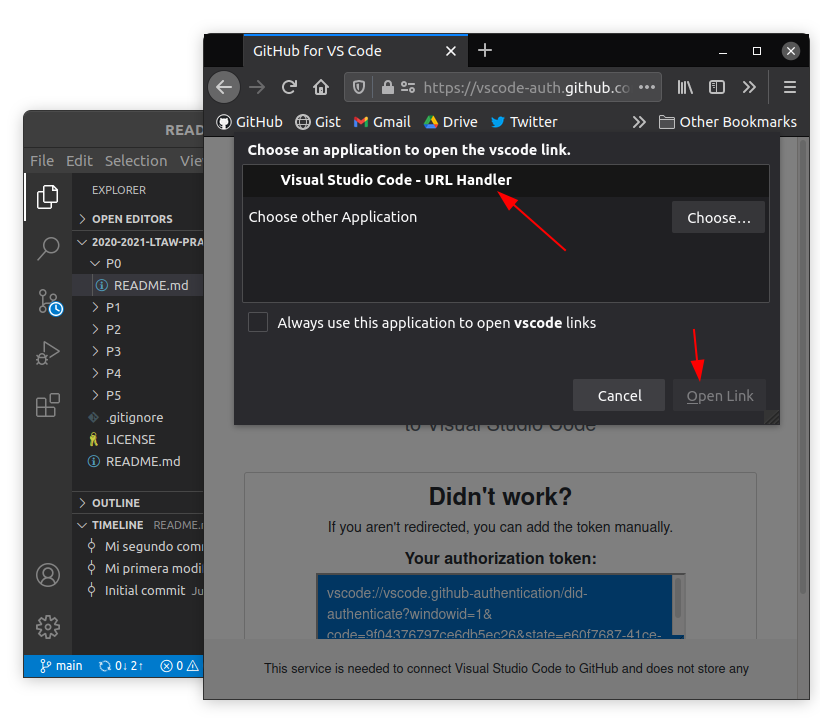 GitHub for VS Code
https://vscode-auth.github.co
GitHub Gist Gmail Drive Twitter Other Bookmarks
Choose an application to open the vscode link.
Visual Studio Code - URL Handler
Choose other Application
Choose...
Always use this application to open vscode links
Cancel
Open Link
to Visual Studio Code
Didn't work?
If you aren't redirected, you can add the token manually.
Your authorization token:
vscode://vscode.github-authentication/did-
authenticate?windowid=1&
code=9f04376797ce6db5ec26&state=e60f7687-41ce-
This service is needed to connect Visual Studio Code to GitHub and does not store any
READ
File Edit Selection Vie
EXPLORER
OPEN EDITORS
2020-2021-LTAW-PRA
P0
README.md
P1
P2
P3
P4
P5
.gitignore
LICENSE
README.md
OUTLINE
TIMELINE README.
Mi segundo com
Mi primera modi
Initial commit Ju
main 0↓ 2↑ 0